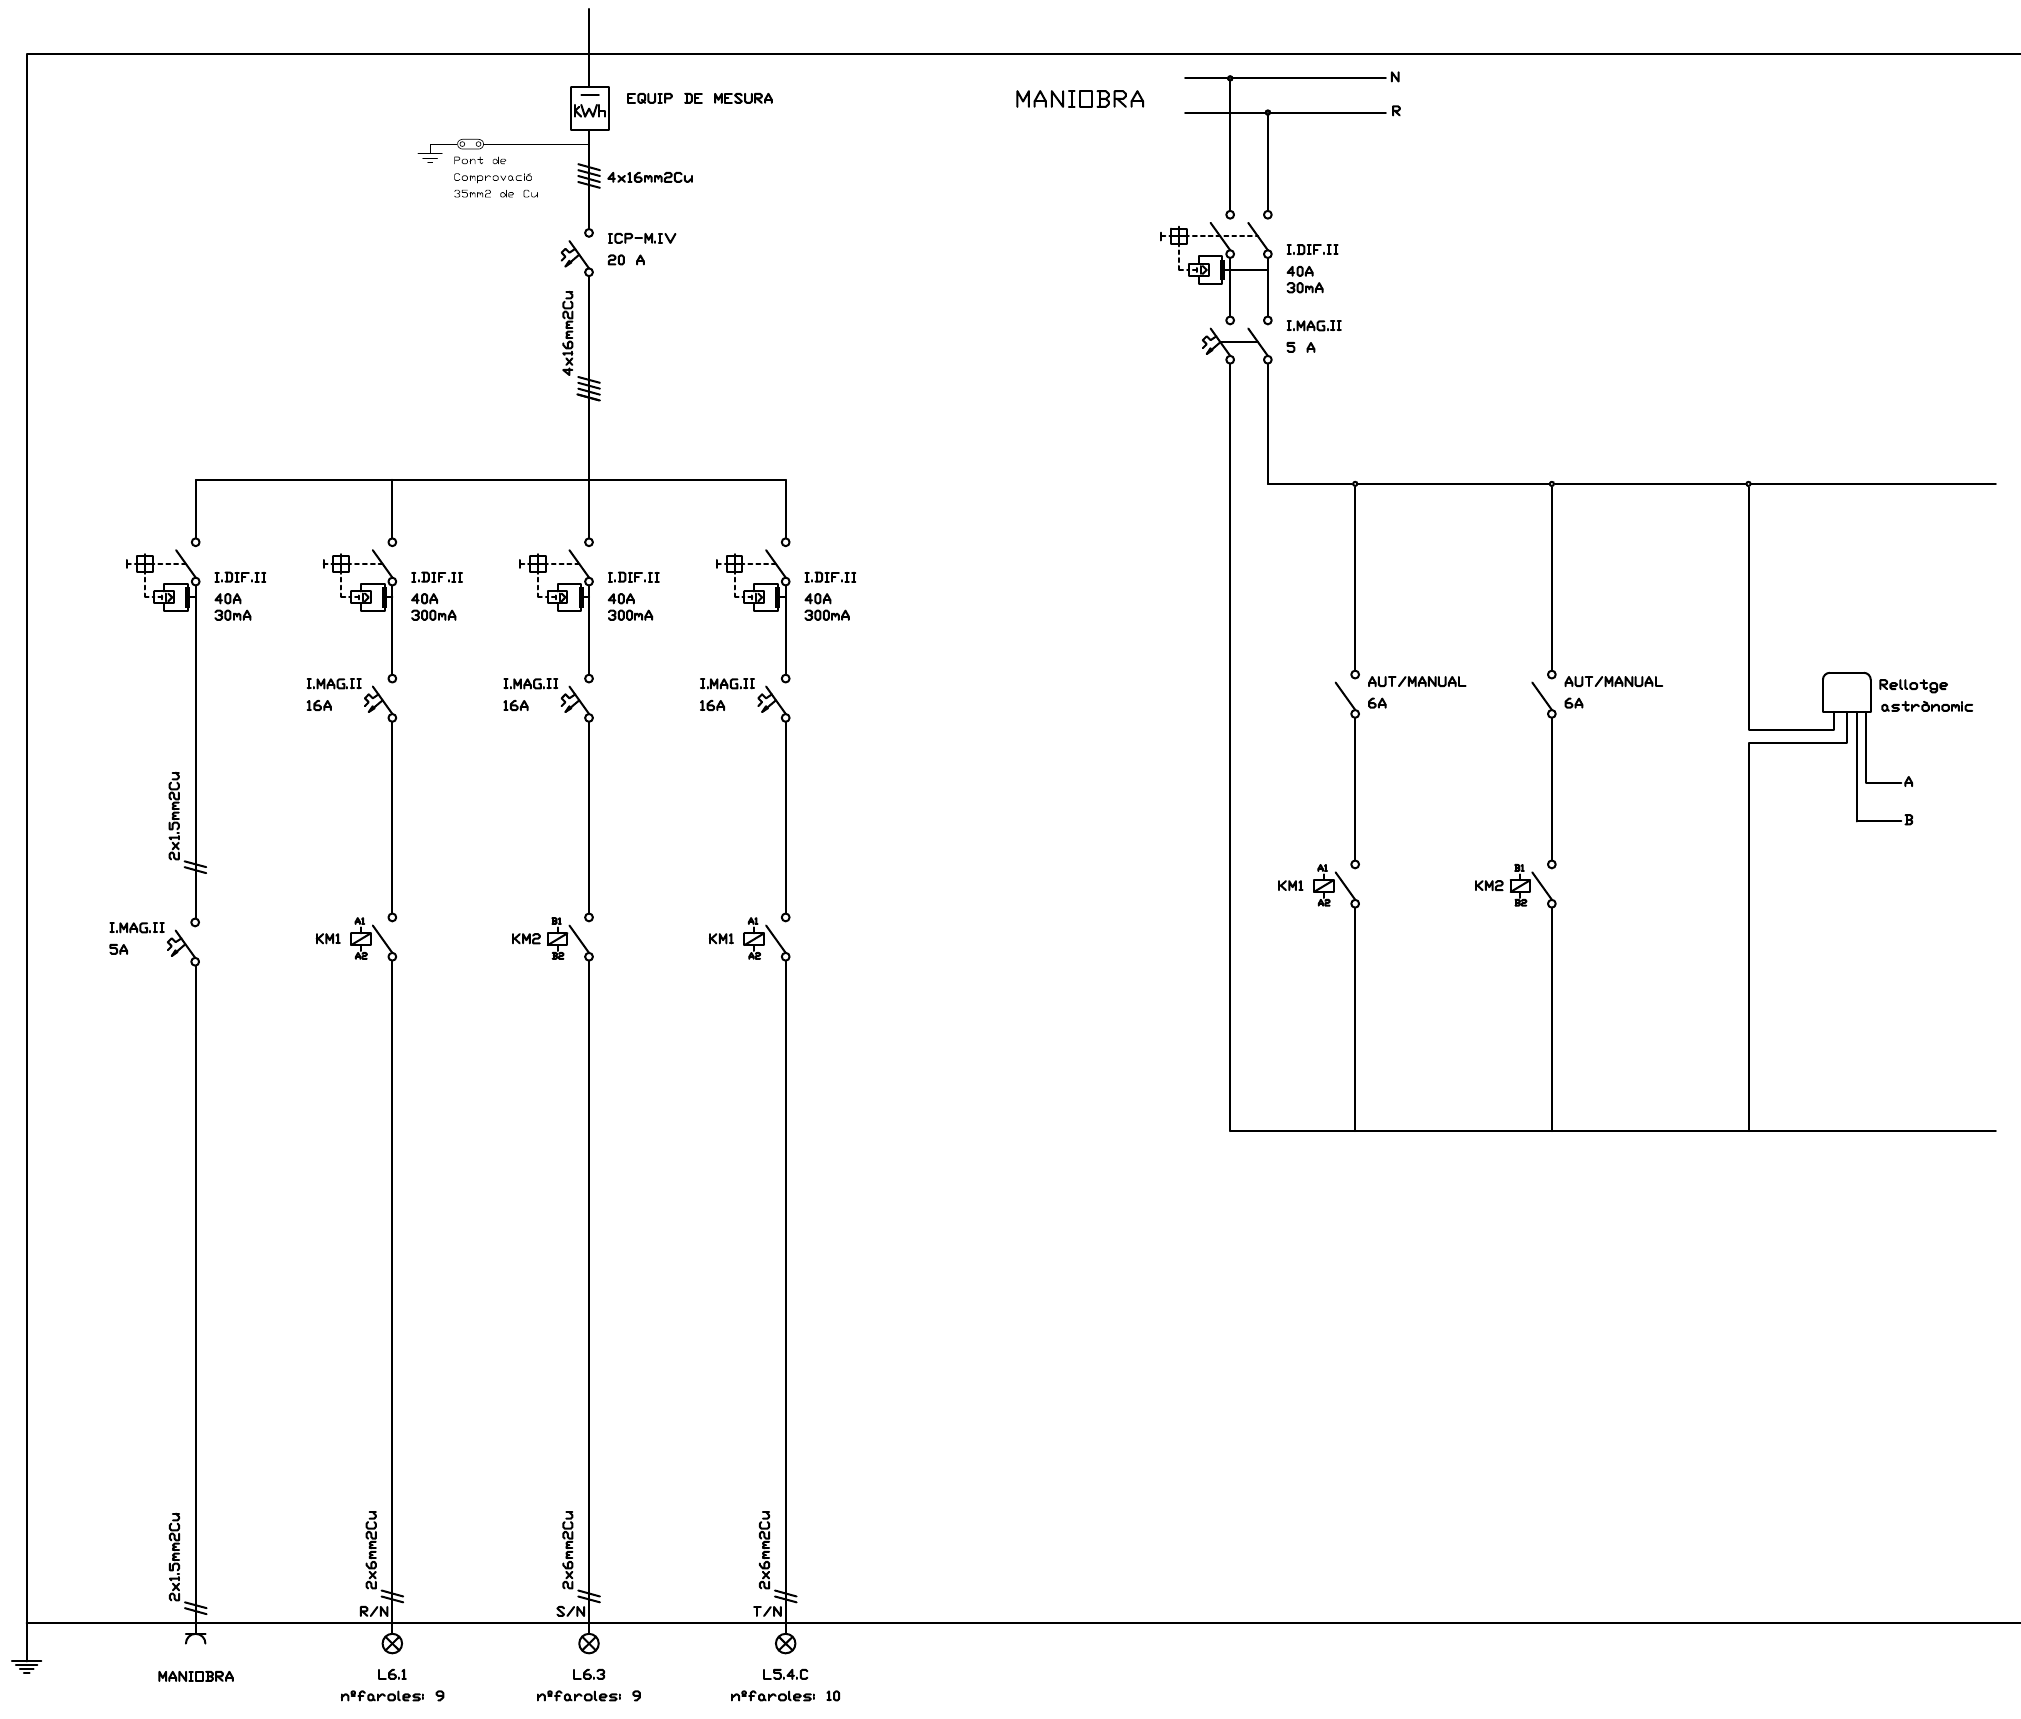 KWh
EQUIP DE MESURA
Pont de
Comprovació
35mm2 de Cu
4x16mm2Cu
ICP-M.IV
20 A
4x16mm2Cu
I.DIF.II
40A
30mA
I.DIF.II
40A
300mA
I.DIF.II
40A
300mA
I.DIF.II
40A
300mA
I.MAG.II
16A
I.MAG.II
16A
I.MAG.II
16A
2x1.5mm2Cu
I.MAG.II
5A
A1
KM1
A2
B1
KM2
B2
A1
KM1
A2
2x1.5mm2Cu
2x6mm2Cu
2x6mm2Cu
2x6mm2Cu
R/N
S/N
T/N
MANIOBRA
L6.1
nºfaroles: 9
L6.3
nºfaroles: 9
L5.4.C
nºfaroles: 10
MANIOBRA
N
R
I.DIF.II
40A
30mA
I.MAG.II
5 A
AUT/MANUAL
6A
AUT/MANUAL
6A
Rellotge
astrònomic
A
B
A1
KM1
A2
B1
KM2
B2